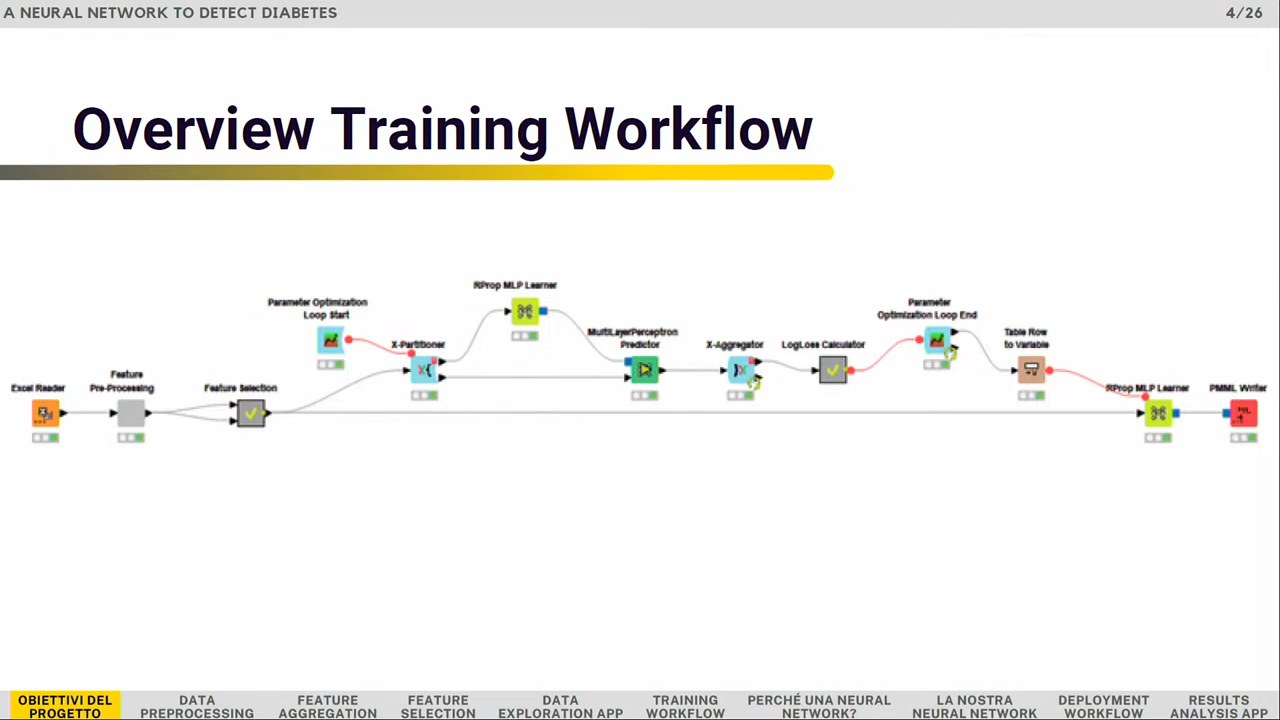 A NEURAL NETWORK TO DETECT DIABETES
4/26
Overview Training Workflow
RProp MLP Learner
Parameter Optimization
Loop Start
Parameter
Optimization Loop End
X-Partitioner
MultiLayerPerceptron
Predictor
X-Aggregator
LogLoss Calculator
Table Row
to Variable
Excel Reader
Feature
Pre-Processing
Feature Selection
RProp MLP Learner
PMML Writer
OBIETTIVI DEL
PROGETTO
DATA
PREPROCESSING
FEATURE
AGGREGATION
FEATURE
SELECTION
DATA
EXPLORATION APP
TRAINING
WORKFLOW
PERCHÉ UNA NEURAL
NETWORK?
LA NOSTRA
NEURAL NETWORK
DEPLOYMENT
WORKFLOW
RESULTS
ANALYSIS APP